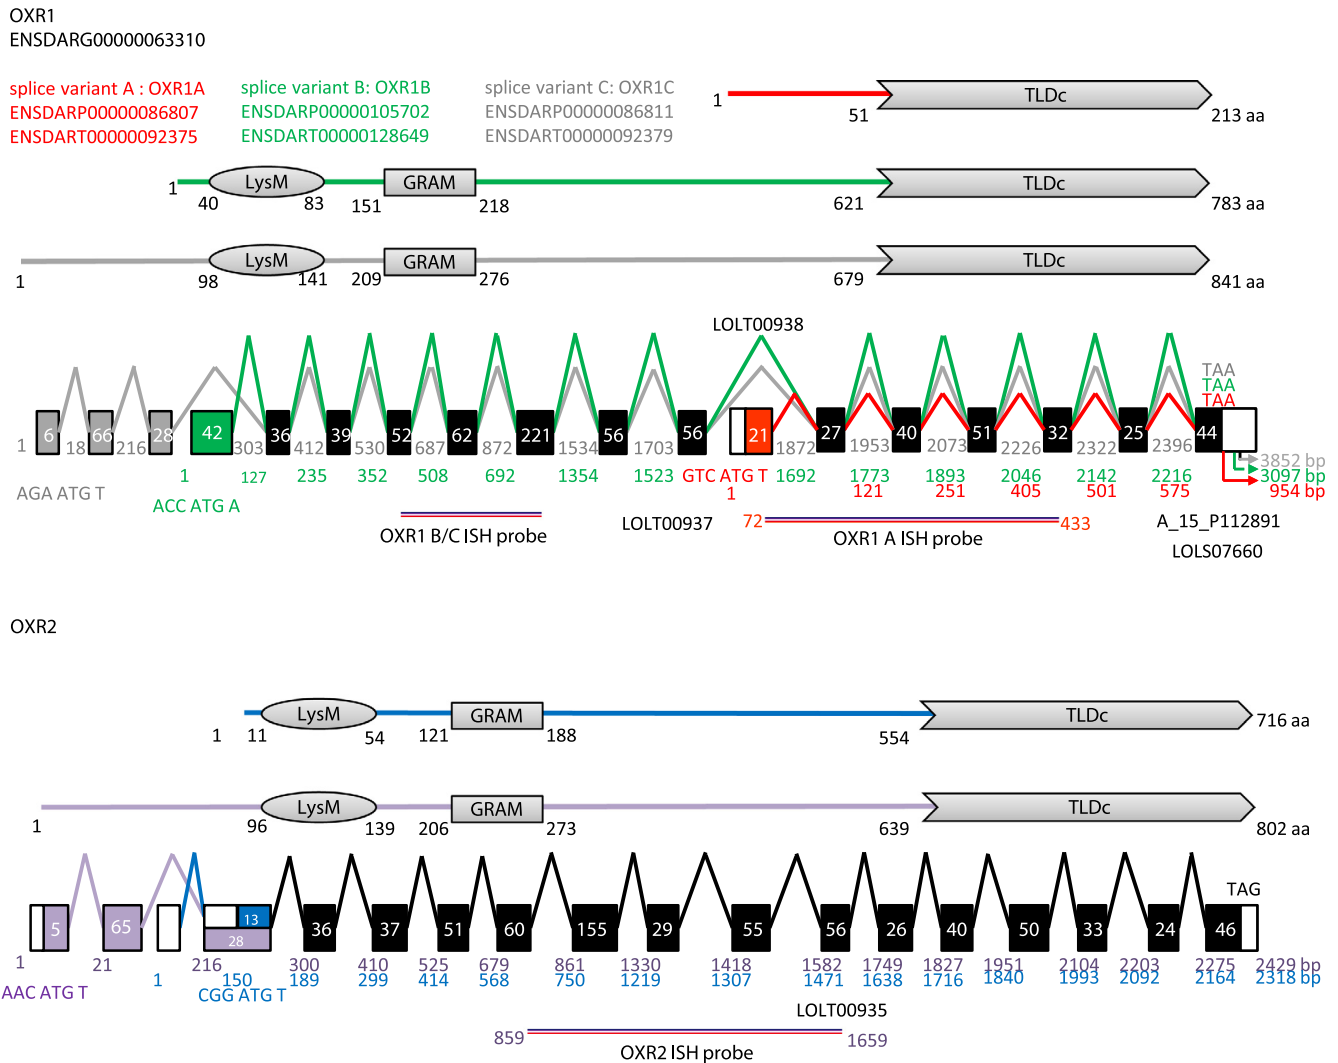 OXR1
ENSDARG00000063310
splice variant A : OXR1A
ENSDARP00000086807
ENSDART00000092375
splice variant B: OXR1B
ENSDARP00000105702
ENSDART00000128649
splice variant C: OXR1C
ENSDARP00000086811
ENSDART00000092379
1 TLDc
51 213 aa
1 LysM GRAM TLDc
40 83 151 218 621 783 aa
LysM GRAM TLDc
1 98 141 209 276 679 841 aa
LOLT00938
TAA
TAA
TAA
6 66 28 42 36 39 52 62 221 56 56 21 27 40 51 32 25 44
1 18 216 303 412 530 687 872 1534 1703 1872 1953 2073 2226 2322 2396 3852 bp
1 127 235 352 508 692 1354 1523 1692 1773 1893 2046 2142 2216 3097 bp
AGA ATG T
ACC ATG A
GTC ATG T
1 121 251 405 501 575 954 bp
OXR1 B/C ISH probe
LOLT00937
72 433
OXR1 A ISH probe
A_15_P112891
LOLS07660
OXR2
LysM GRAM TLDc
1 11 54 121 188 554 716 aa
LysM GRAM TLDc
1 96 139 206 273 639 802 aa
TAG
5 65 13 28 36 37 51 60 155 29 55 56 26 40 50 33 24 46
1 21 216 300 410 525 679 861 1330 1418 1582 1749 1827 1951 2104 2203 2275 2429 bp
1 150 189 299 414 568 750 1219 1307 1471 1638 1716 1840 1993 2092 2164 2318 bp
AAC ATG T
CGG ATG T
LOLT00935
859 1659
OXR2 ISH probe